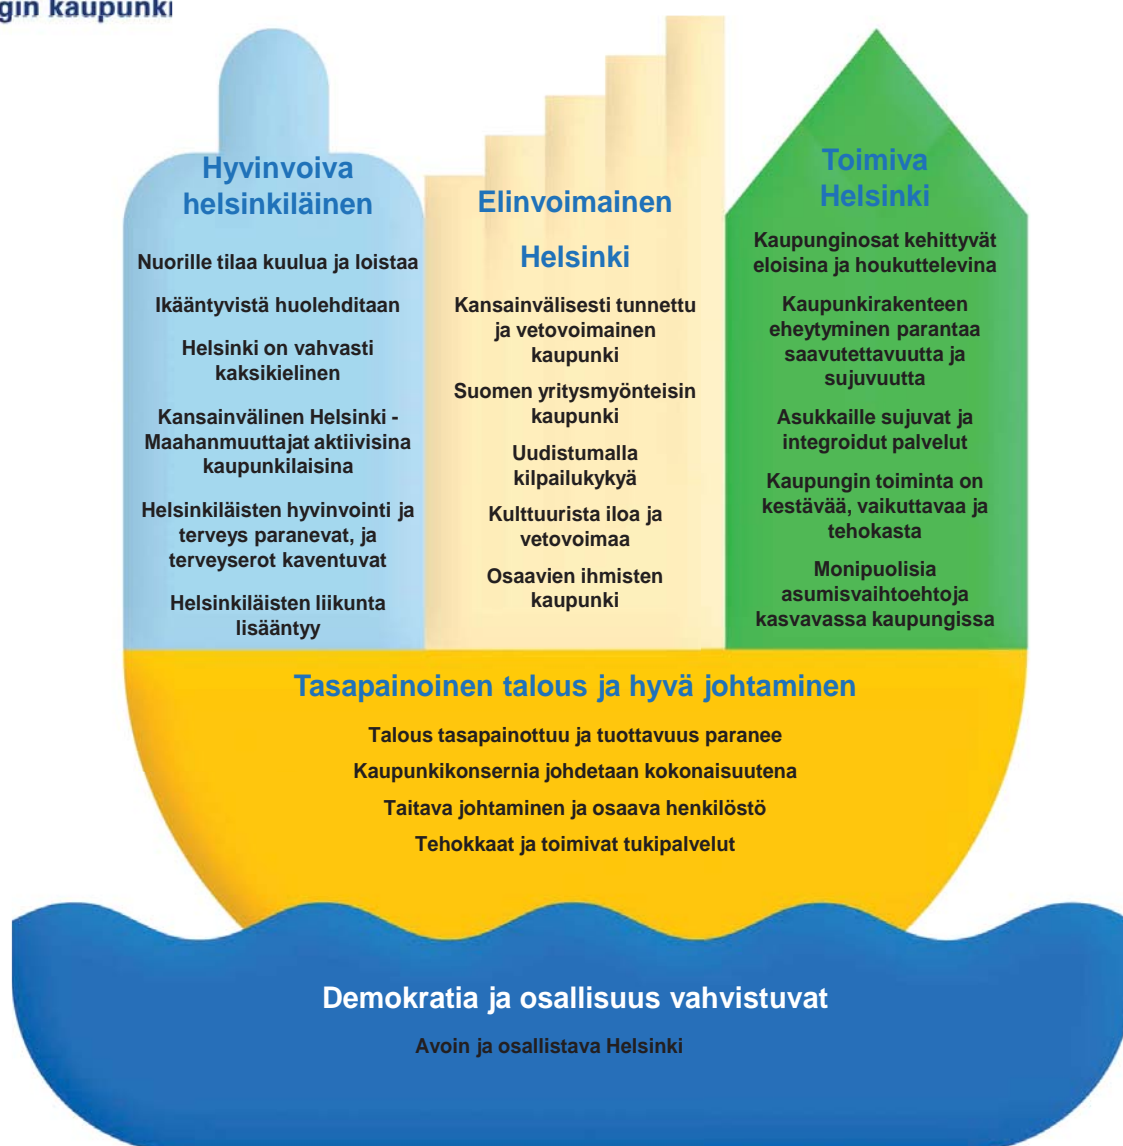 gin kaupunki
Hyvinvoiva
helsinkiläinen
Nuorille tilaa kuulua ja loistaa
Ikääntyvistä huolehditaan
Helsinki on vahvasti
kaksikielinen
Kansainvälinen Helsinki -
Maahanmuuttajat aktiivisina
kaupunkilaisina
Helsinkiläisten hyvinvointi ja
terveys paranevat, ja
terveyserot kaventuvat
Helsinkiläisten liikunta
lisääntyy
Elinvoimainen
Helsinki
Kansainvälisesti tunnettu
ja vetovoimainen
kaupunki
Suomen yritysmyönteisin
kaupunki
Uudistumalla
kilpailukykyä
Kulttuurista iloa ja
vetovoimaa
Osaavien ihmisten
kaupunki
Toimiva
Helsinki
Kaupunginosat kehittyvät
eloisina ja houkuttelevina
Kaupunkirakenteen
eheytyminen parantaa
saavutettavuutta ja
sujuvuutta
Asukkaille sujuvat ja
integroidut palvelut
Kaupungin toiminta on
kestävää, vaikuttavaa ja
tehokasta
Monipuolisia
asumisvaihtoehtoja
kasvavassa kaupungissa
Tasapainoinen talous ja hyvä johtaminen
Talous tasapainottuu ja tuottavuus paranee
Kaupunkikonsernia johdetaan kokonaisuutena
Taitava johtaminen ja osaava henkilöstö
Tehokkaat ja toimivat tukipalvelut
Demokratia ja osallisuus vahvistuvat
Avoin ja osallistava Helsinki